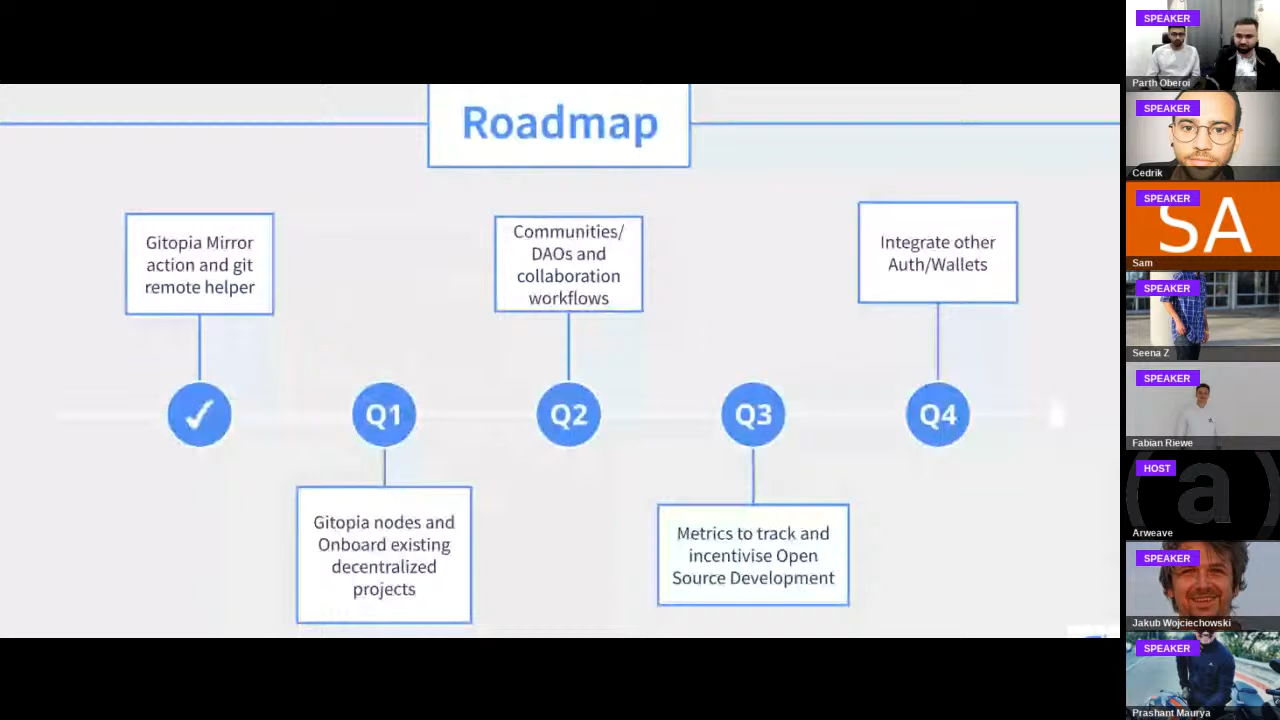 Roadmap
Gitopia Mirror
action and git
remote helper
Communities/
DAOs and
collaboration
workflows
Integrate other
Auth/Wallets
Q1
Q2
Q3
Q4
Gitopia nodes and
Onboard existing
decentralized
projects
Metrics to track and
incentivise Open
Source Development
SPEAKER
Parth Oberoi
SPEAKER
Cedrik
SPEAKER
SA
Sam
SPEAKER
Seena Z
SPEAKER
Fabian Riewe
HOST
a
Arweave
SPEAKER
Jakub Wojciechowski
SPEAKER
Prashant Maurya